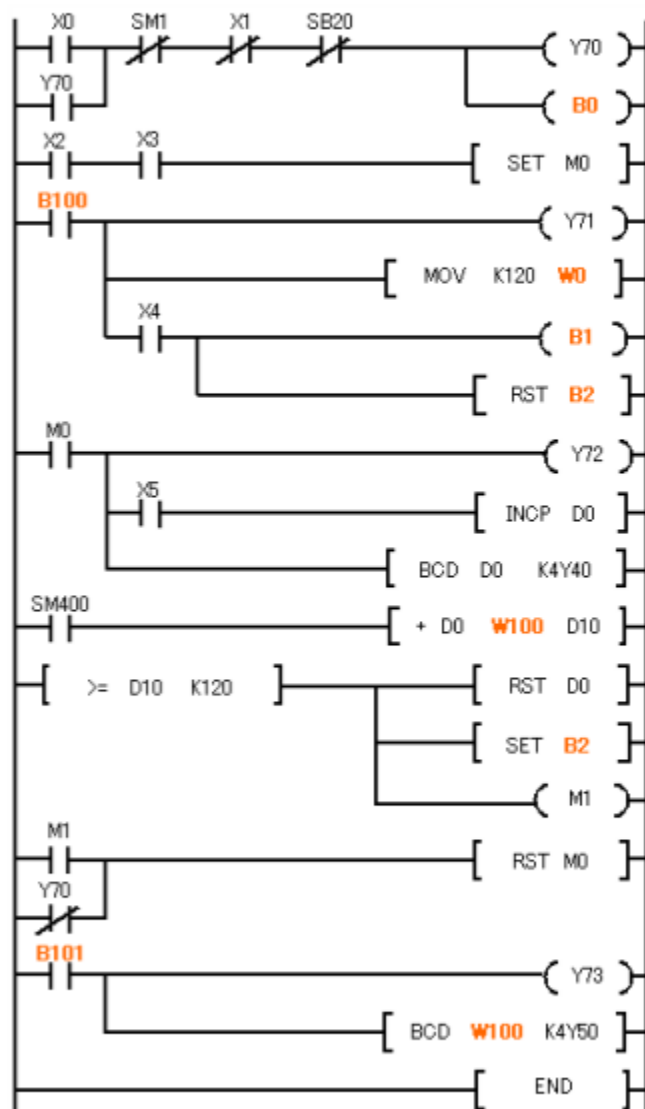 X0 SM1 X1 SB20
Y70
Y70
B0
X2 X3
SET M0
B100
Y71
MOV K120 W0
X4
B1
RST B2
M0
Y72
X5
INCP D0
BCD D0 K4Y40
SM400
+ D0 W100 D10
>= D10 K120
RST D0
SET B2
M1
M1
RST M0
Y70
B101
Y73
BCD W100 K4Y50
END